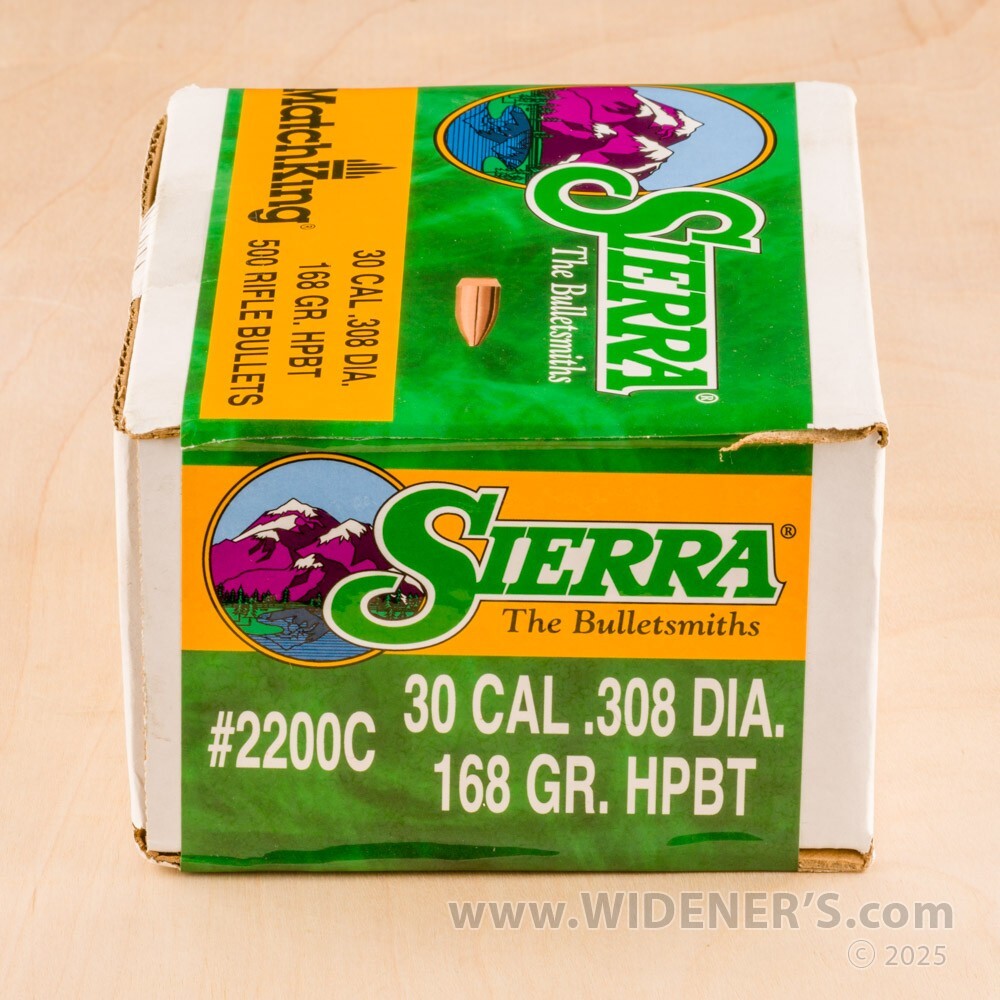 MatchKing®
30 CAL .308 DIA,
168 GR. HPBT
500 RIFLE BULLETS
SIERRA®
The Bulletsmiths
SIERRA®
The Bulletsmiths
#2200C
30 CAL .308 DIA.
168 GR. HPBT
www.WIDENER'S.com
© 2025